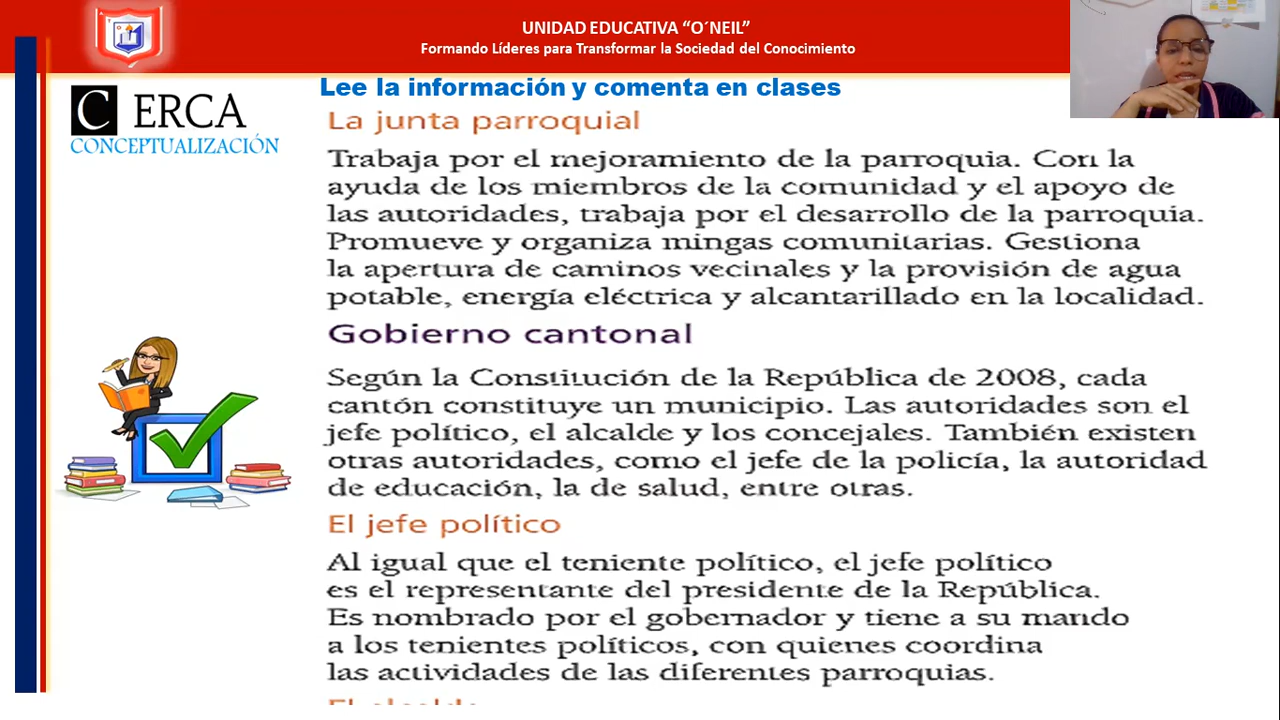 UNIDAD EDUCATIVA “O´NEIL”
Formando Líderes para Transformar la Sociedad del Conocimiento
Lee la información y comenta en clases
C ERCA
CONCEPTUALIZACIÓN
La junta parroquial
Trabaja por el mejoramiento de la parroquia. Con la
ayuda de los miembros de la comunidad y el apoyo de
las autoridades, trabaja por el desarrollo de la parroquia.
Promueve y organiza mingas comunitarias. Gestiona
la apertura de caminos vecinales y la provisión de agua
potable, energía eléctrica y alcantarillado en la localidad.
Gobierno cantonal
Según la Constitución de la República de 2008, cada
cantón constituye un municipio. Las autoridades son el
jefe político, el alcalde y los concejales. También existen
otras autoridades, como el jefe de la policía, la autoridad
de educación, la de salud, entre otras.
El jefe político
Al igual que el teniente político, el jefe político
es el representante del presidente de la República.
Es nombrado por el gobernador y tiene a su mando
a los tenientes políticos, con quienes coordina
las actividades de las diferentes parroquias.
El alcalde